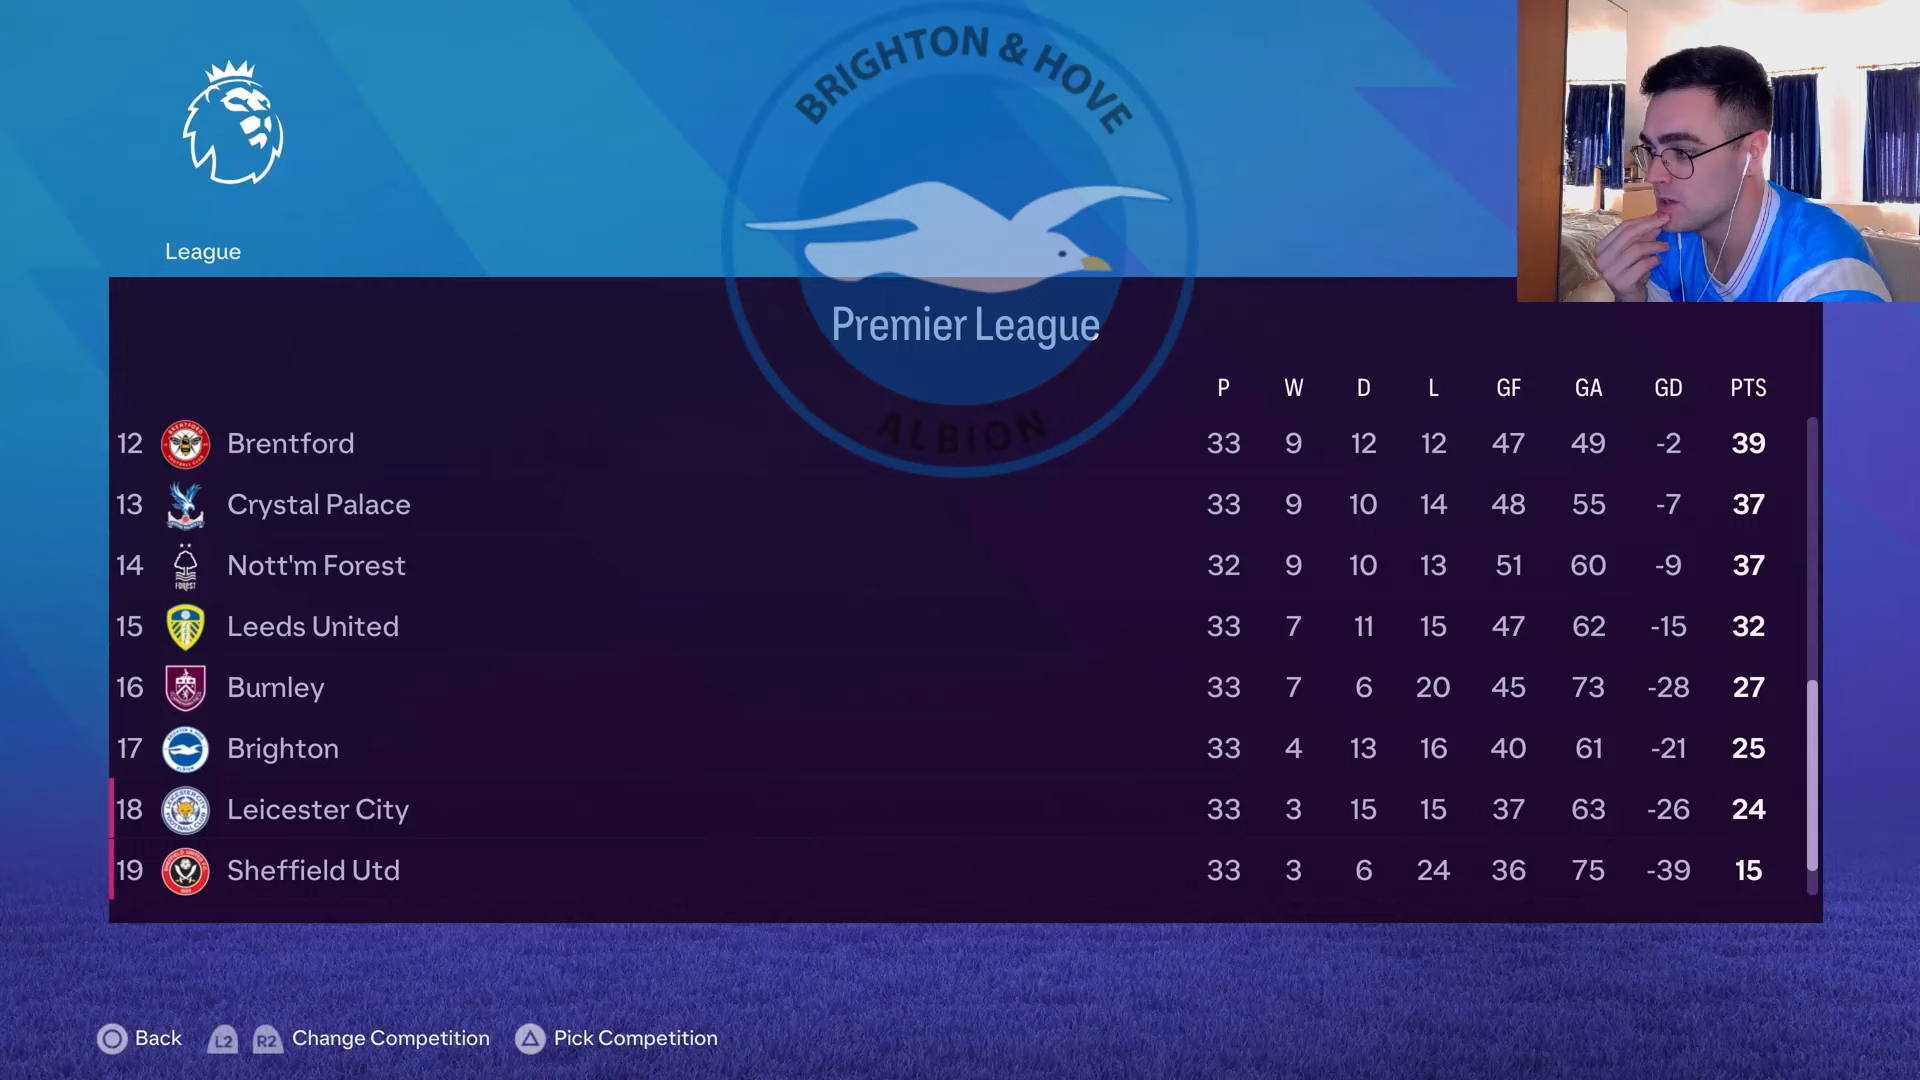 BRIGHTON & HOVE
ALBION
League
Premier League
P W D L GF GA GD PTS
12 Brentford 33 9 12 12 47 49 -2 39
13 Crystal Palace 33 9 10 14 48 55 -7 37
14 Nott'm Forest 32 9 10 13 51 60 -9 37
15 Leeds United 33 7 11 15 47 62 -15 32
16 Burnley 33 7 6 20 45 73 -28 27
17 Brighton 33 4 13 16 40 61 -21 25
18 Leicester City 33 3 15 15 37 63 -26 24
19 Sheffield Utd 33 3 6 24 36 75 -39 15
Back L2 R2 Change Competition Pick Competition